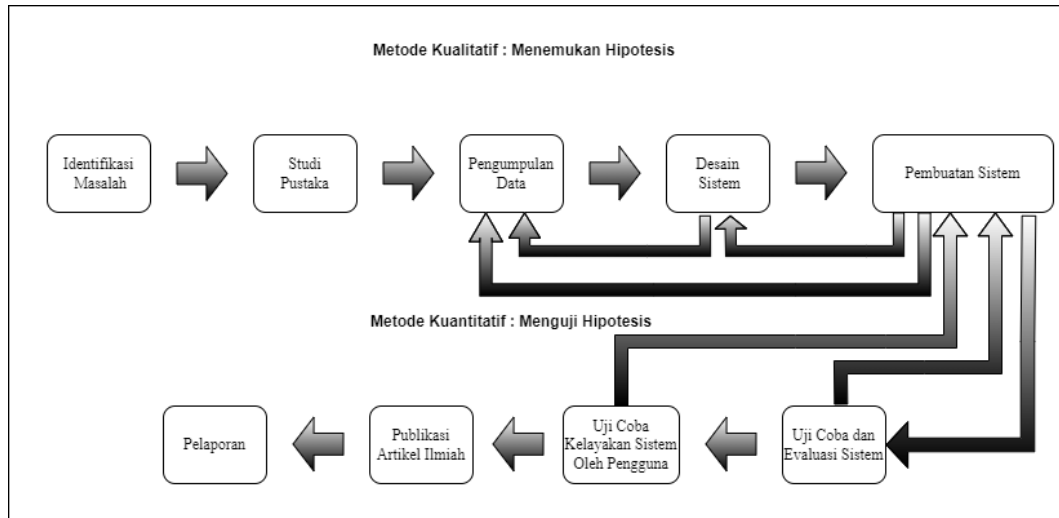 Metode Kualitatif : Menemukan Hipotesis
Identifikasi
Masalah
Studi
Pustaka
Pengumpulan
Data
Desain
Sistem
Pembuatan Sistem
Metode Kuantitatif : Menguji Hipotesis
Pelaporan
Publikasi
Artikel Ilmiah
Uji Coba
Kelayakan Sistem
Oleh Pengguna
Uji Coba dan
Evaluasi Sistem